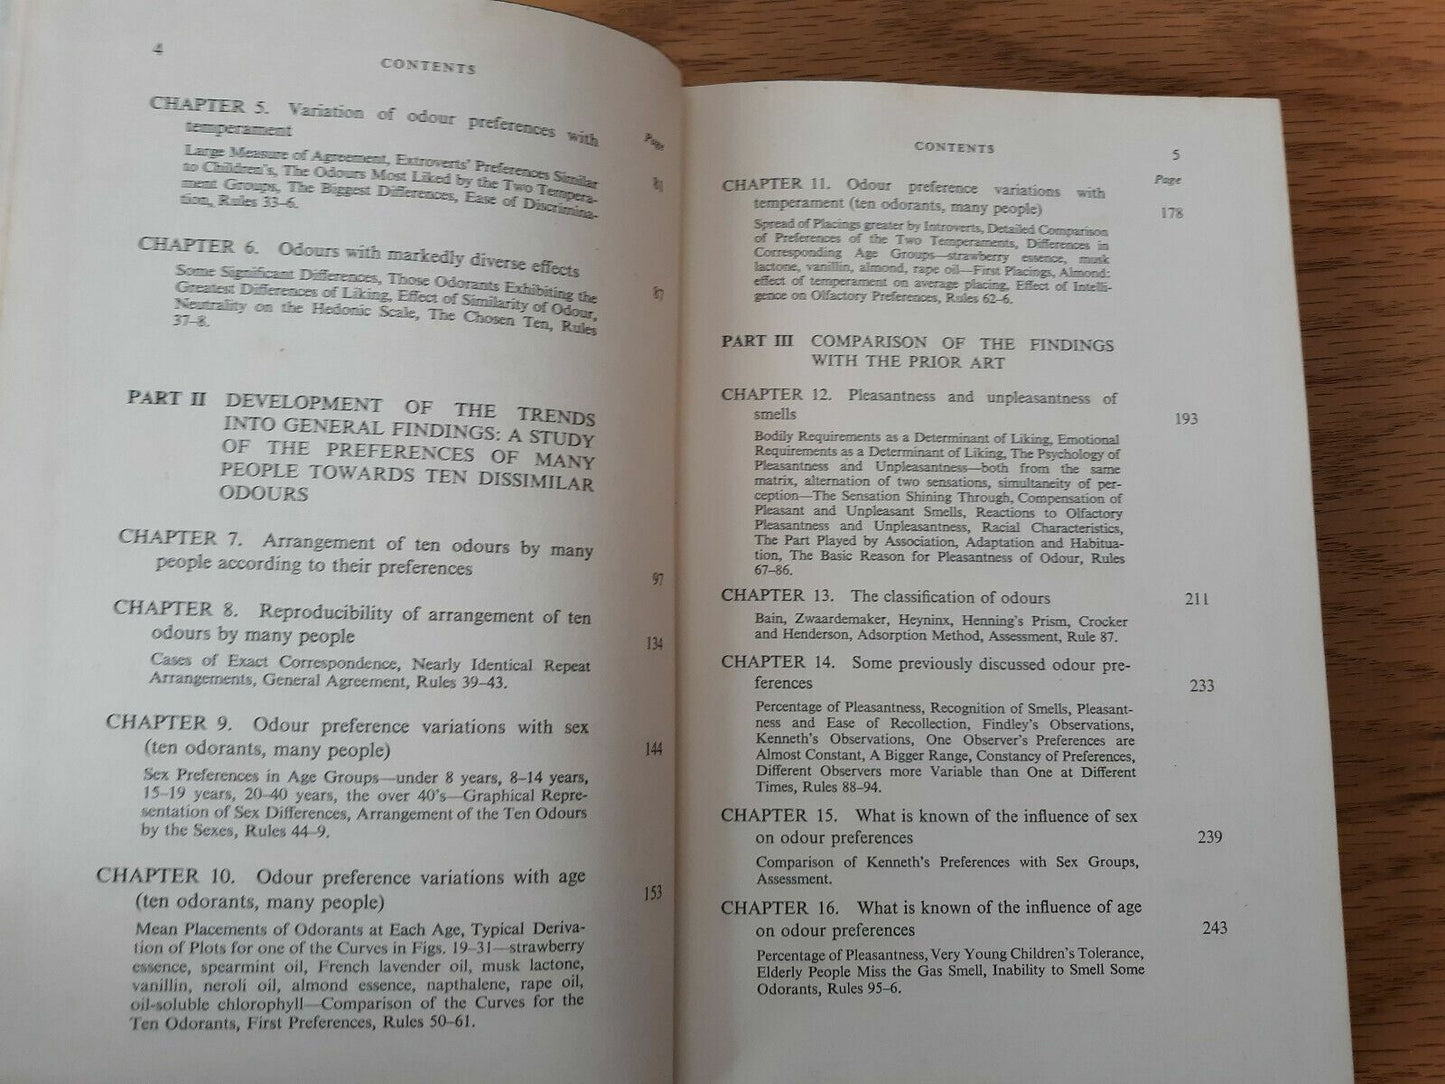 4
CONTENTS
Page
CHAPTER 5. Variation of odour preferences with
temperament 81
Large Measure of Agreement, Extroverts' Preferences Similar
to Children's, The Odours Most Liked by the Two Tempera-
ment Groups, The Biggest Differences, Ease of Discrimina-
tion, Rules 33–6.
CHAPTER 6. Odours with markedly diverse effects 87
Some Significant Differences, Those Odorants Exhibiting the
Greatest Differences of Liking, Effect of Similarity of Odour,
Neutrality on the Hedonic Scale, The Chosen Ten, Rules
37–8.
PART II DEVELOPMENT OF THE TRENDS
INTO GENERAL FINDINGS: A STUDY
OF THE PREFERENCES OF MANY
PEOPLE TOWARDS TEN DISSIMILAR
ODOURS
CHAPTER 7. Arrangement of ten odours by many
people according to their preferences 97
CHAPTER 8. Reproducibility of arrangement of ten
odours by many people 134
Cases of Exact Correspondence, Nearly Identical Repeat
Arrangements, General Agreement, Rules 39–43.
CHAPTER 9. Odour preference variations with sex
(ten odorants, many people) 144
Sex Preferences in Age Groups—under 8 years, 8–14 years,
15–19 years, 20–40 years, the over 40's—Graphical Repre-
sentation of Sex Differences, Arrangement of the Ten Odours
by the Sexes, Rules 44–9.
CHAPTER 10. Odour preference variations with age
(ten odorants, many people) 153
Mean Placements of Odorants at Each Age, Typical Deriva-
tion of Plots for one of the Curves in Figs. 19–31—strawberry
essence, spearmint oil, French lavender oil, musk lactone,
vanillin, neroli oil, almond essence, napthalene, rape oil,
oil-soluble chlorophyll—Comparison of the Curves for the
Ten Odorants, First Preferences, Rules 50–61.
CONTENTS 5
Page
CHAPTER 11. Odour preference variations with
temperament (ten odorants, many people) 178
Spread of Placings greater by Introverts, Detailed Comparison
of Preferences of the Two Temperaments, Differences in
Corresponding Age Groups—strawberry essence, musk
lactone, vanillin, almond, rape oil—First Placings, Almond:
effect of temperament on average placing, Effect of Intelli-
gence on Olfactory Preferences, Rules 62–6.
PART III COMPARISON OF THE FINDINGS
WITH THE PRIOR ART
CHAPTER 12. Pleasantness and unpleasantness of
smells 193
Bodily Requirements as a Determinant of Liking, Emotional
Requirements as a Determinant of Liking, The Psychology of
Pleasantness and Unpleasantness—both from the same
matrix, alternation of two sensations, simultaneity of per-
ception—The Sensation Shining Through, Compensation of
Pleasant and Unpleasant Smells, Reactions to Olfactory
Pleasantness and Unpleasantness, Racial Characteristics,
The Part Played by Association, Adaptation and Habitua-
tion, The Basic Reason for Pleasantness of Odour, Rules
67–86.
CHAPTER 13. The classification of odours 211
Bain, Zwaardemaker, Heyninx, Henning's Prism, Crocker
and Henderson, Adsorption Method, Assessment, Rule 87.
CHAPTER 14. Some previously discussed odour pre-
ferences 233
Percentage of Pleasantness, Recognition of Smells, Pleasant-
ness and Ease of Recollection, Findley's Observations,
Kenneth's Observations, One Observer's Preferences are
Almost Constant, A Bigger Range, Constancy of Preferences,
Different Observers more Variable than One at Different
Times, Rules 88–94.
CHAPTER 15. What is known of the influence of sex
on odour preferences 239
Comparison of Kenneth's Preferences with Sex Groups,
Assessment.
CHAPTER 16. What is known of the influence of age
on odour preferences 243
Percentage of Pleasantness, Very Young Children's Tolerance,
Elderly People Miss the Gas Smell, Inability to Smell Some
Odorants, Rules 95–6.